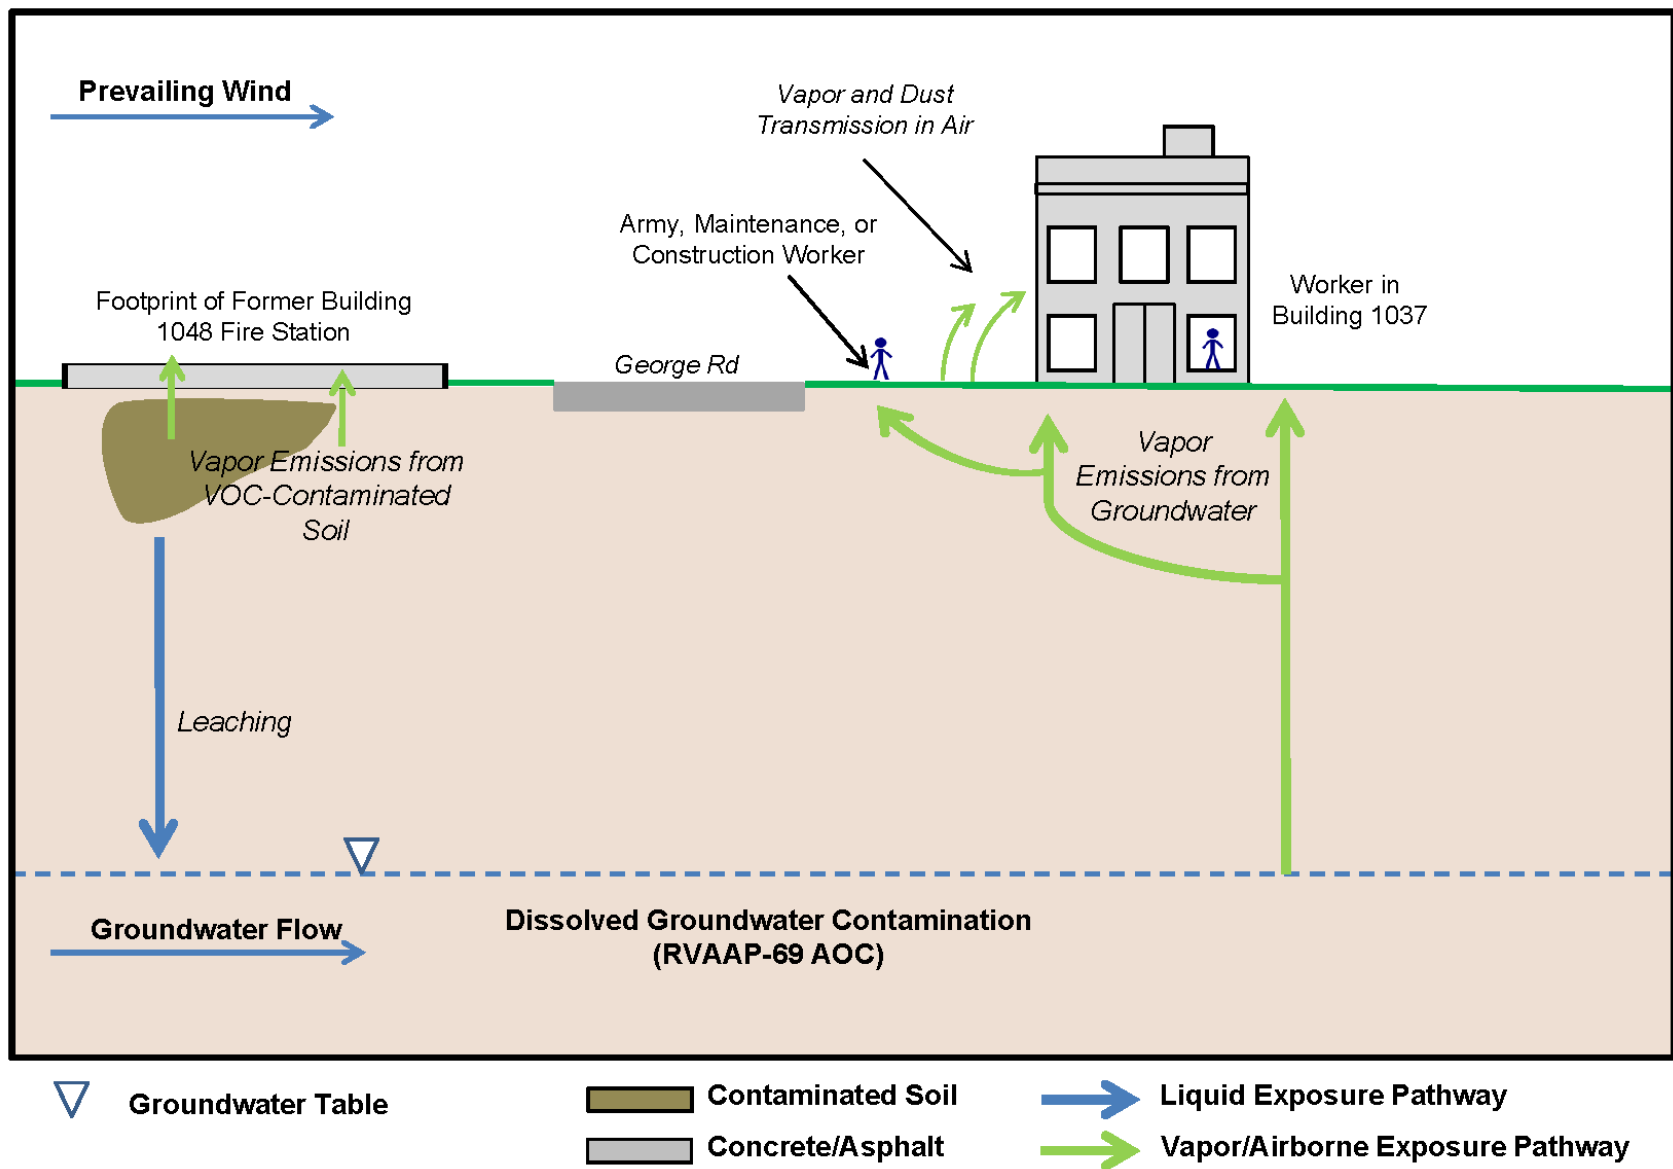 Prevailing Wind
Vapor and Dust
Transmission in Air
Army, Maintenance, or
Construction Worker
Footprint of Former Building
1048 Fire Station
Worker in
Building 1037
George Rd
Vapor Emissions from
VOC-Contaminated
Soil
Vapor
Emissions from
Groundwater
Leaching
Groundwater Flow
Dissolved Groundwater Contamination
(RVAAP-69 AOC)
Groundwater Table
Contaminated Soil
Concrete/Asphalt
Liquid Exposure Pathway
Vapor/Airborne Exposure Pathway